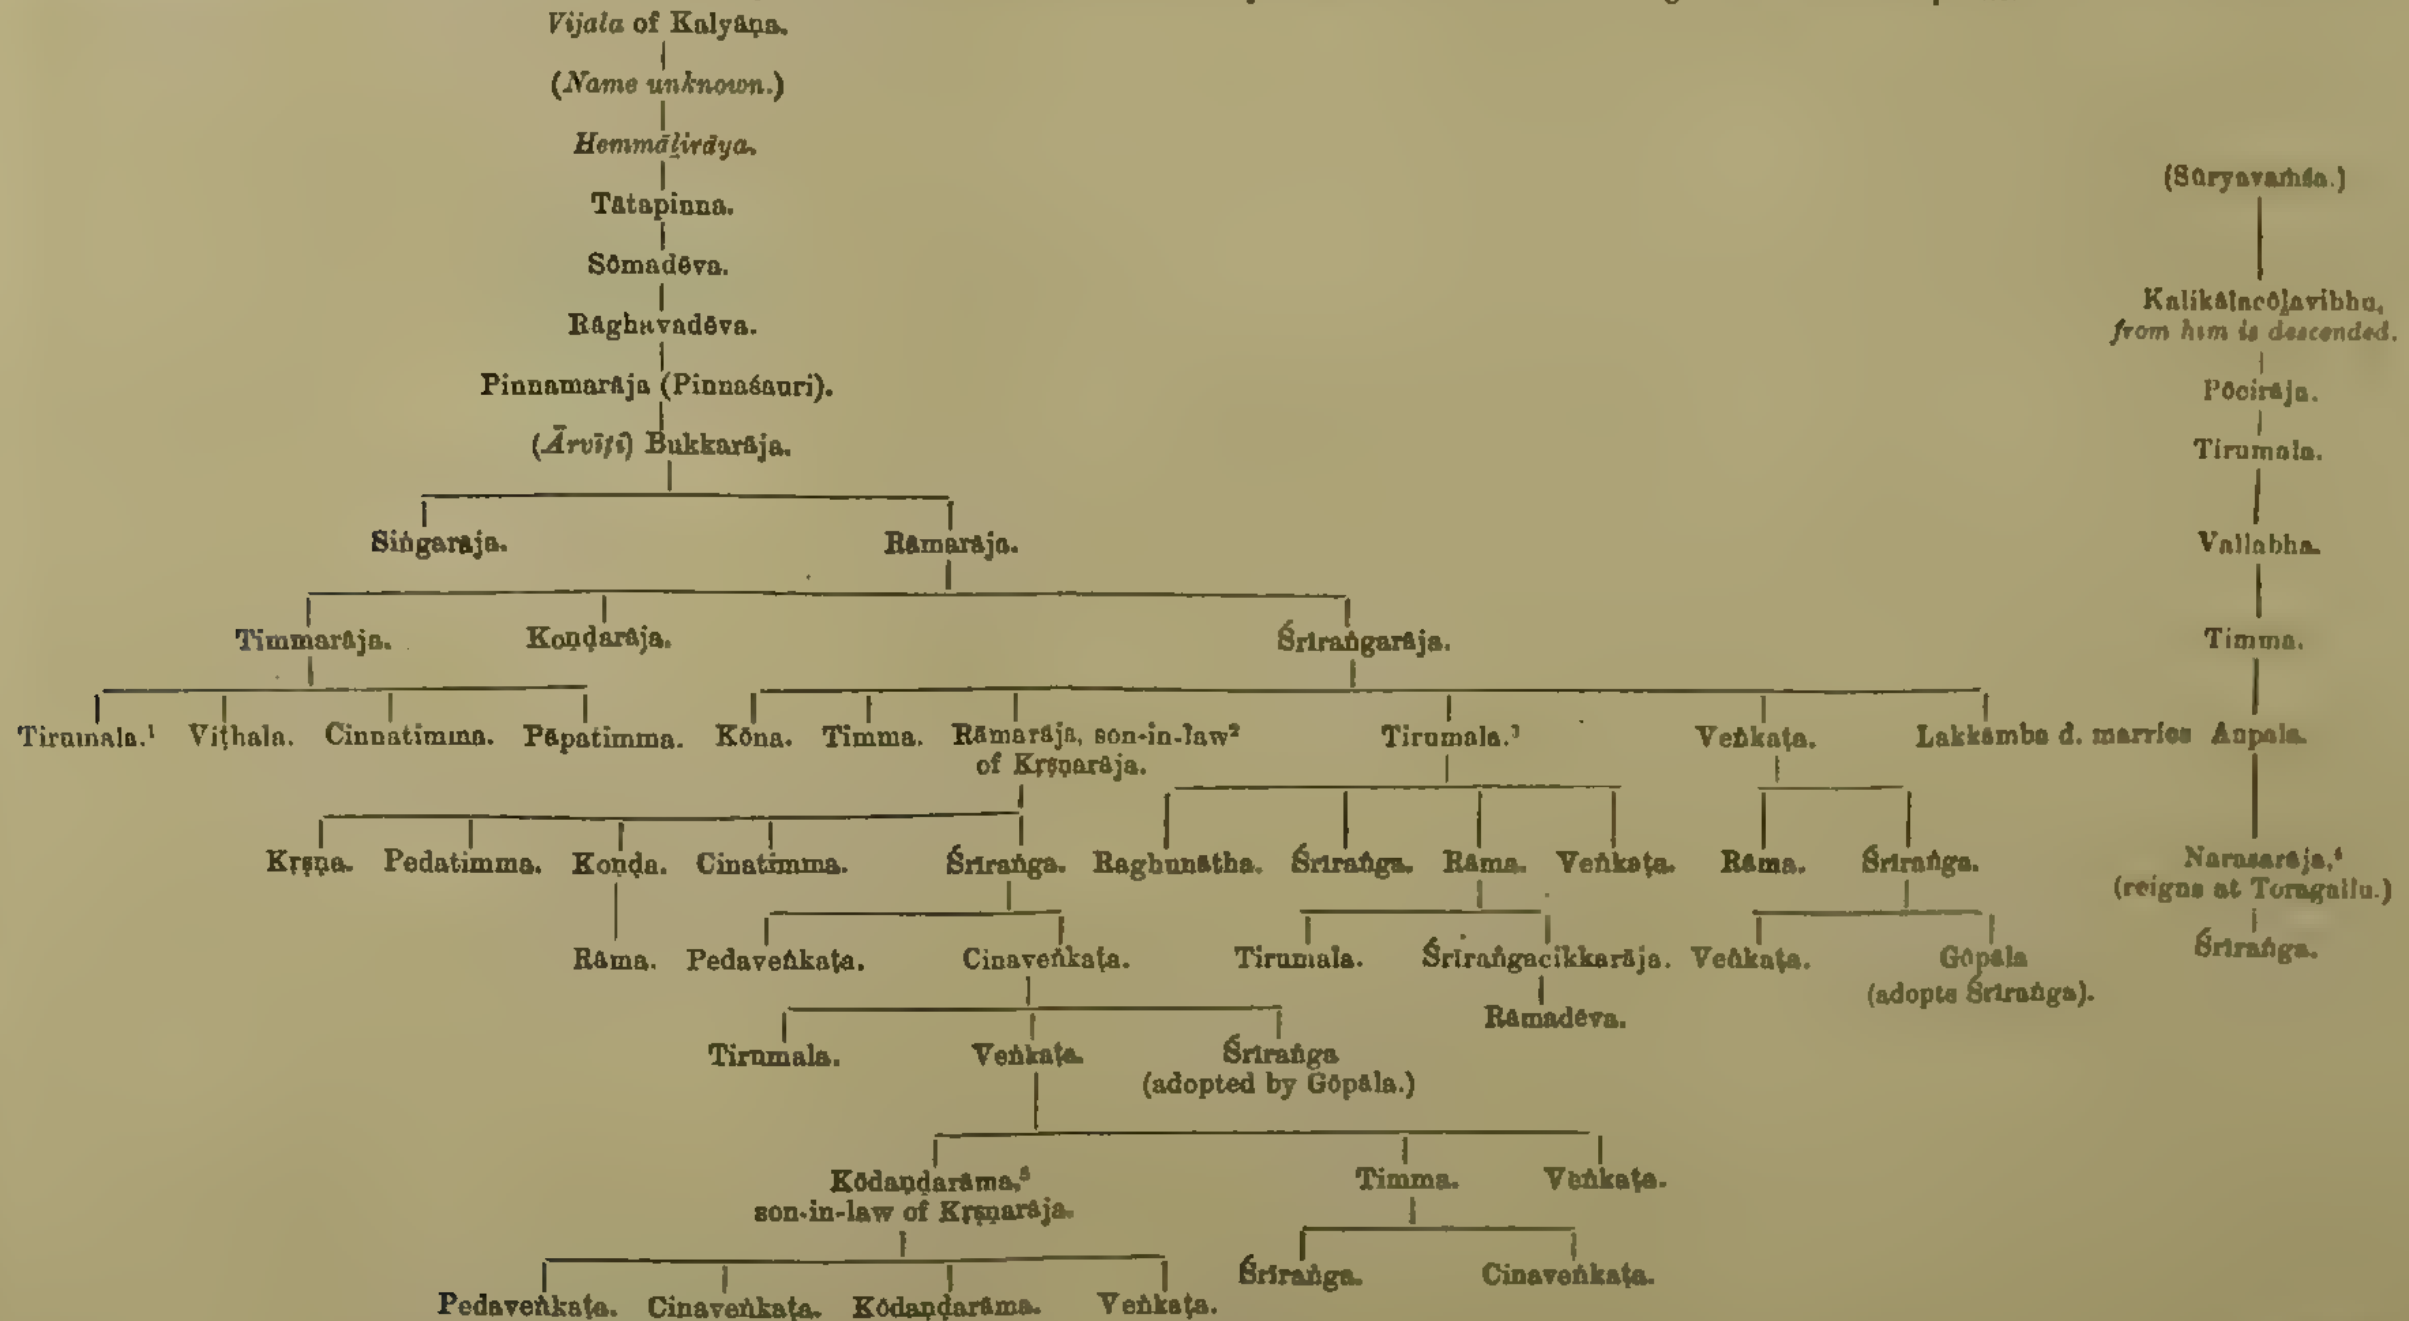 Vijala of Kalyāṇa.
(Name unknown.)
Hemmāḷirāya.
(Sūryavaṁśa.)
Tātapinna.
Sōmadēva.
Kalikālacōḷavibhu,
from him is descended.
Rāghavadēva.
Pinnamarāja (Pinnaśauri).
Pōcirāja.
(Ārvīṭi) Bukkarāja.
Tirumala.
Siṅgarāja. Rāmarāja. Vallabha.
Timmarāja. Koṇḍarāja. Śrīraṅgarāja. Timma.
Tirumala.¹ Viṭhala. Cinnatimma. Pāpatimma. Kōna. Timma. Rāmarāja, son-in-law² Tirumala.³ Veṅkaṭa. Lakkāmba d. marries Aupala.
of Kṛṣṇarāja.
Kṛṣṇa. Pedatimma. Koṇḍa. Cinatimma. Śrīraṅga. Raghunātha. Śrīraṅga. Rāma. Veṅkaṭa. Rāma. Śrīraṅga. Narasarāja,⁴
(reigns at Toragallu.)
Rāma. Pedaveṅkaṭa. Cinaveṅkaṭa. Tirumala. Śrīraṅgacikkarāja. Veṅkaṭa. Gōpāla Śrīraṅga.
(adopts Śrīraṅga).
Rāmadēva.
Tirumala. Veṅkaṭa. Śrīraṅga
(adopted by Gōpāla.)
Kōdaṇḍarāma,⁵ Timma. Veṅkaṭa.
son-in-law of Kṛṣṇarāja.
Śrīraṅga. Cinaveṅkaṭa.
Pedaveṅkaṭa. Cinaveṅkaṭa. Kōdaṇḍarāma. Veṅkaṭa.